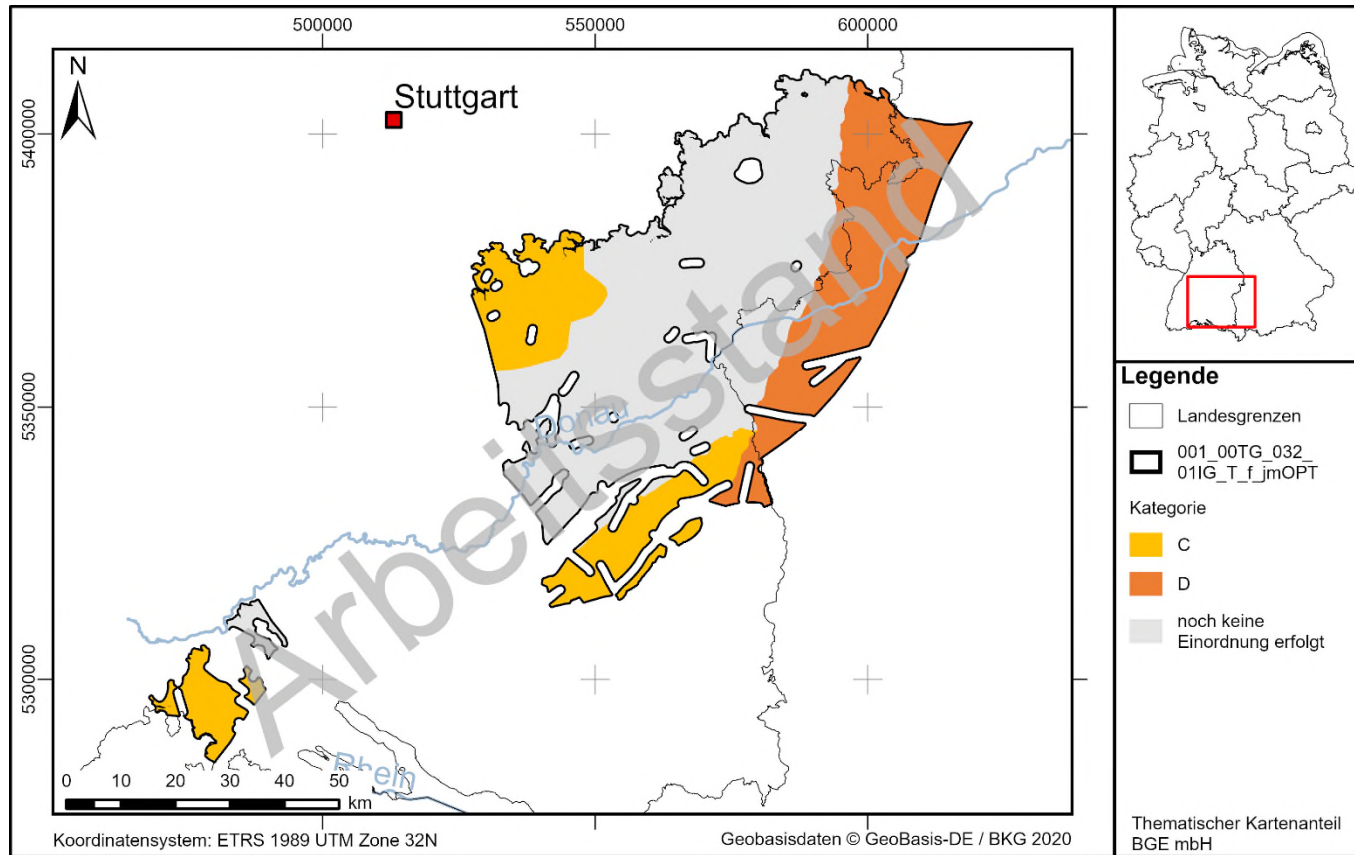 500000
550000
600000
5400000
5350000
5300000
N
Stuttgart
Donau
Rhein
Arbeitsstand
0 10 20 30 40 50
km
Koordinatensystem: ETRS 1989 UTM Zone 32N
Geobasisdaten © GeoBasis-DE / BKG 2020
Legende
Landesgrenzen
001_00TG_032_
01IG_T_f_jmOPT
Kategorie
C
D
noch keine
Einordnung erfolgt
Thematischer Kartenanteil
BGE mbH